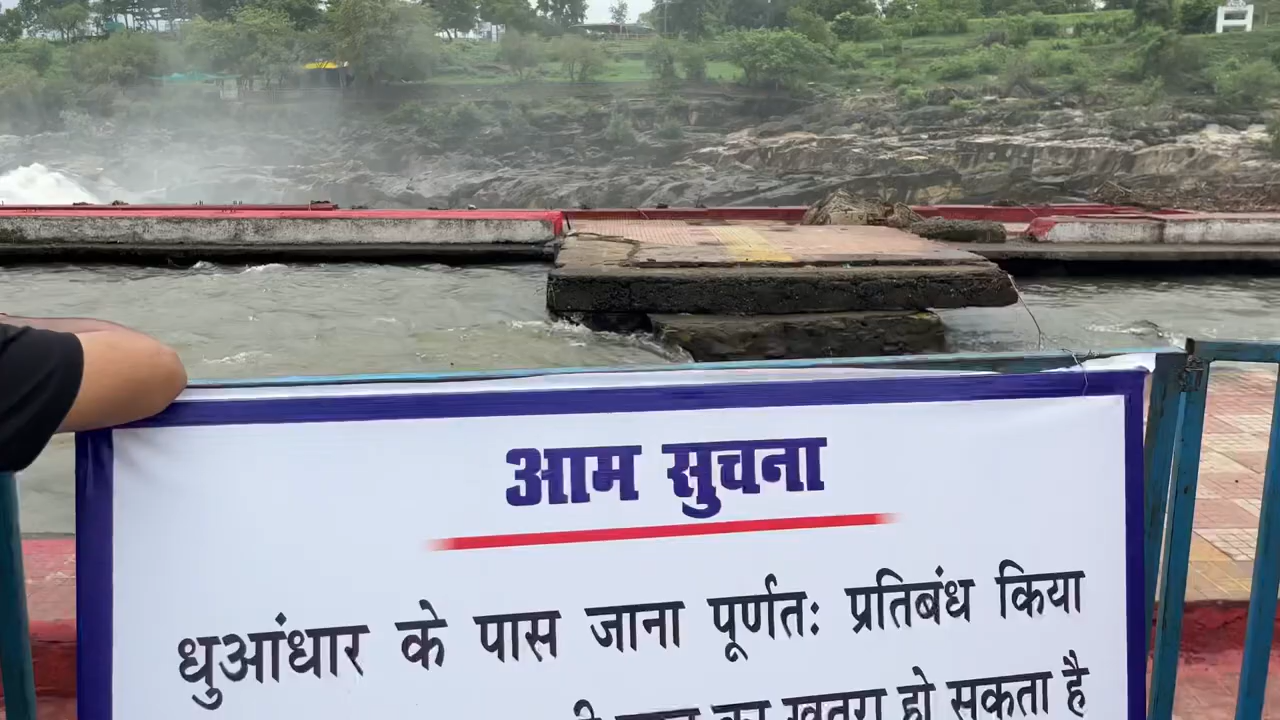 आम सूचना
धुआंधार के पास जाना पूर्णत: प्रतिबंध किया
का खतरा हो सकता है